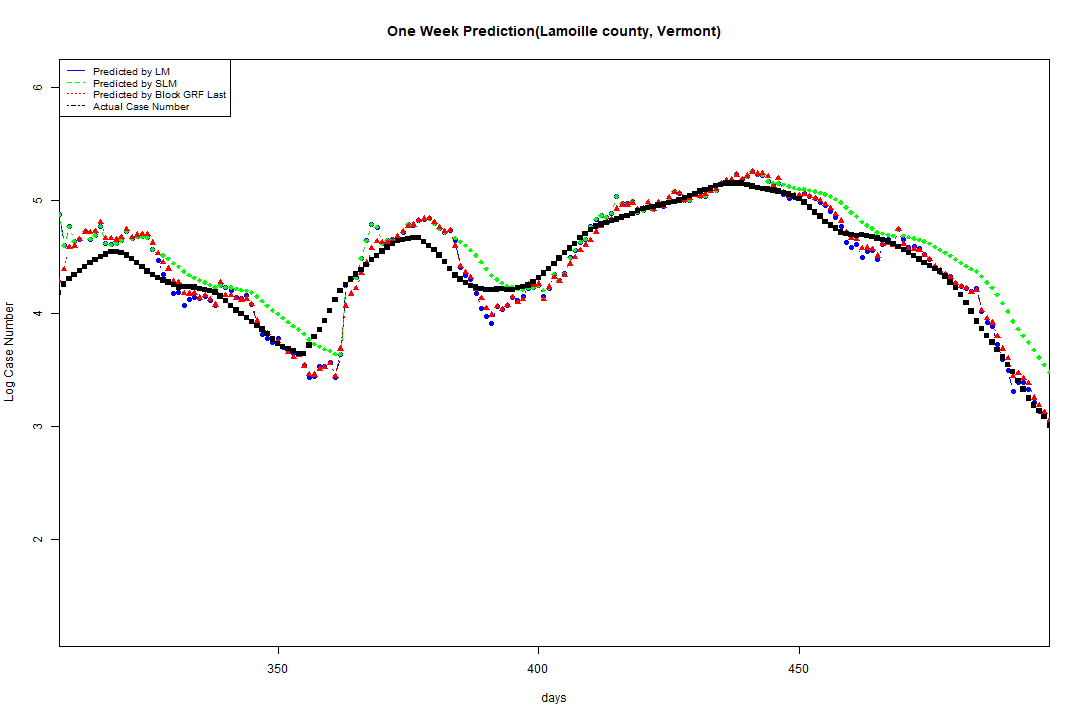 One Week Prediction(Lamoille county, Vermont)
Predicted by LM
Predicted by SLM
Predicted by Block GRF Last
Actual Case Number
6
5
4
3
2
Log Case Number
350
400
450
days